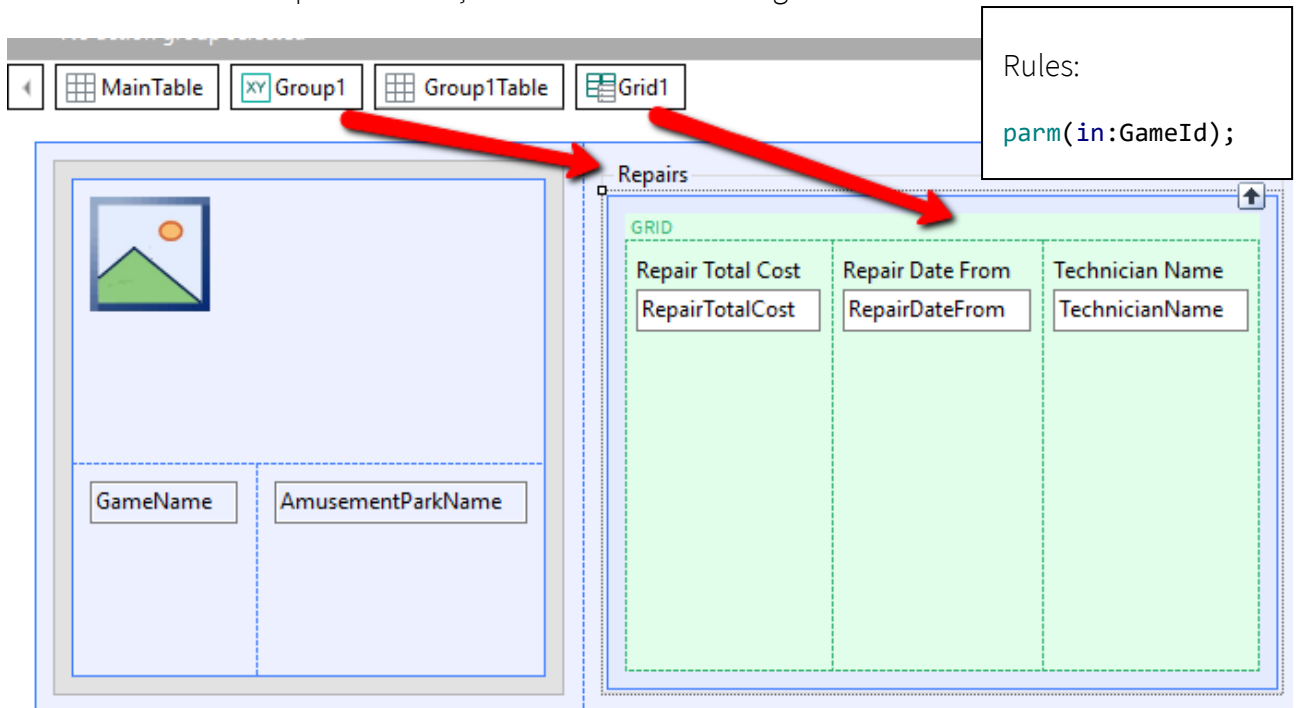 Rules:
parm(in:GameId);
MainTable
XY Group1
Group1Table
Grid1
Repairs
GRID
Repair Total Cost
Repair Date From
Technician Name
RepairTotalCost
RepairDateFrom
TechnicianName
GameName
AmusementParkName